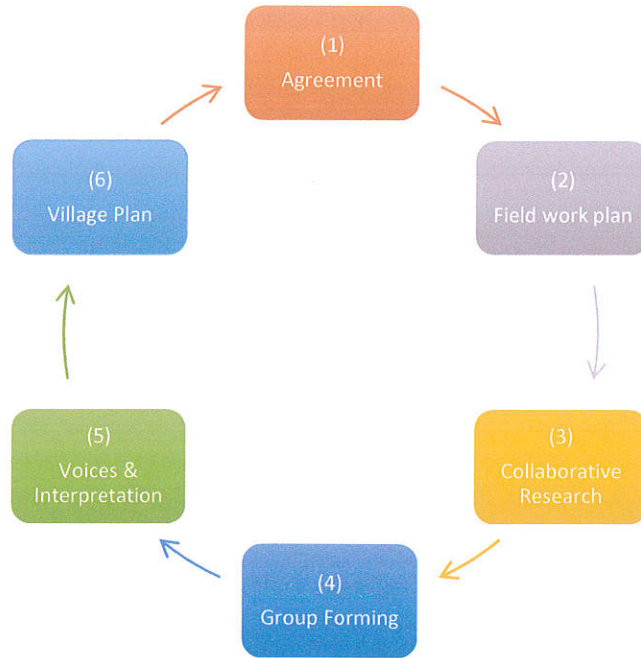 (1)
Agreement
(2)
Field work plan
(3)
Collaborative
Research
(4)
Group Forming
(5)
Voices &
Interpretation
(6)
Village Plan